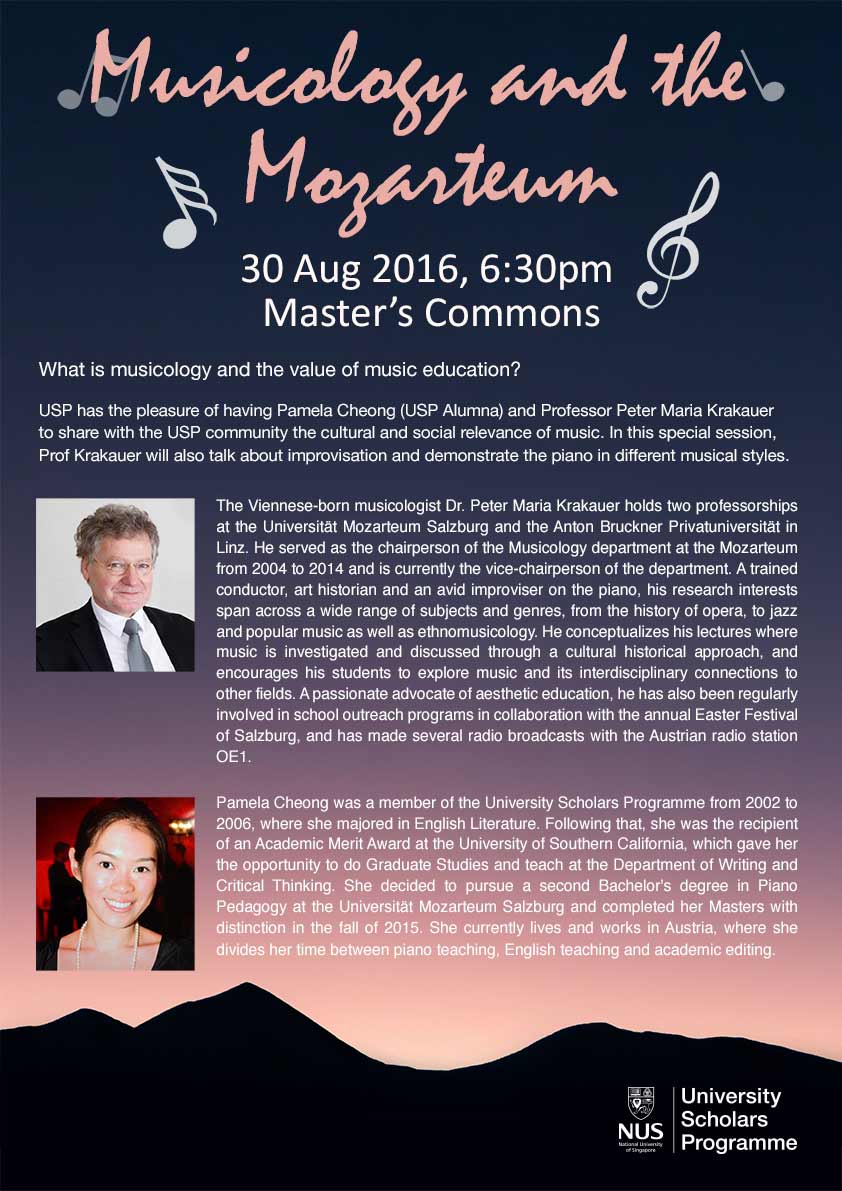 Musicology and the
Mozarteum
30 Aug 2016, 6:30pm
Master’s Commons
What is musicology and the value of music education?
USP has the pleasure of having Pamela Cheong (USP Alumna) and Professor Peter Maria Krakauer
to share with the USP community the cultural and social relevance of music. In this special session,
Prof Krakauer will also talk about improvisation and demonstrate the piano in different musical styles.
The Viennese-born musicologist Dr. Peter Maria Krakauer holds two professorships
at the Universität Mozarteum Salzburg and the Anton Bruckner Privatuniversität in
Linz. He served as the chairperson of the Musicology department at the Mozarteum
from 2004 to 2014 and is currently the vice-chairperson of the department. A trained
conductor, art historian and an avid improviser on the piano, his research interests
span across a wide range of subjects and genres, from the history of opera, to jazz
and popular music as well as ethnomusicology. He conceptualizes his lectures where
music is investigated and discussed through a cultural historical approach, and
encourages his students to explore music and its interdisciplinary connections to
other fields. A passionate advocate of aesthetic education, he has also been regularly
involved in school outreach programs in collaboration with the annual Easter Festival
of Salzburg, and has made several radio broadcasts with the Austrian radio station
OE1.
Pamela Cheong was a member of the University Scholars Programme from 2002 to
2006, where she majored in English Literature. Following that, she was the recipient
of an Academic Merit Award at the University of Southern California, which gave her
the opportunity to do Graduate Studies and teach at the Department of Writing and
Critical Thinking. She decided to pursue a second Bachelor's degree in Piano
Pedagogy at the Universität Mozarteum Salzburg and completed her Masters with
distinction in the fall of 2015. She currently lives and works in Austria, where she
divides her time between piano teaching, English teaching and academic editing.
NUS
National University
of Singapore
University
Scholars
Programme